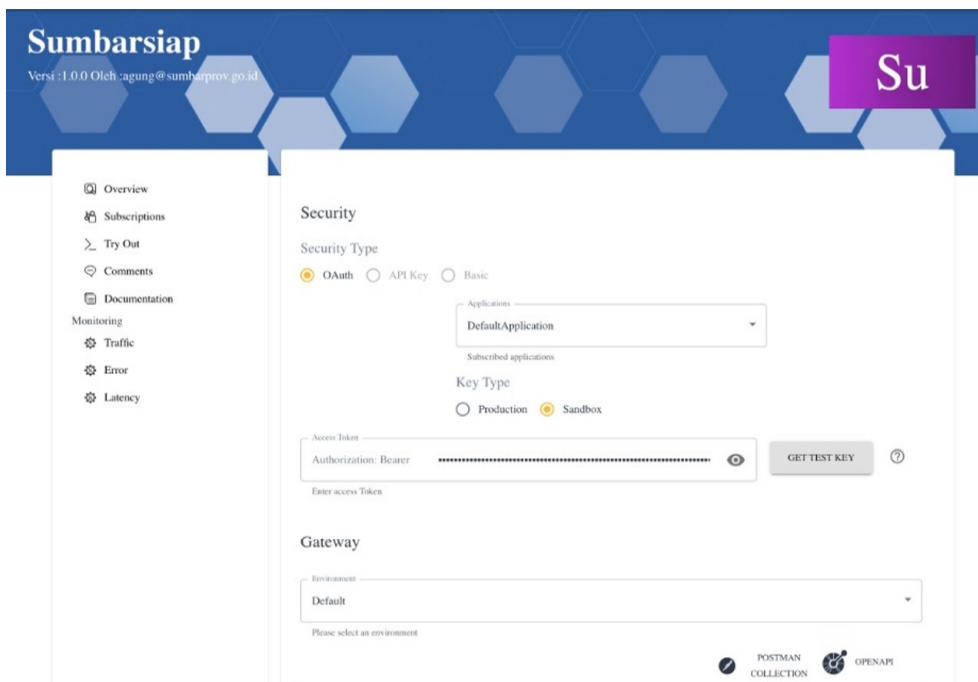 Sumbarsiap
Versi :1.0.0 Oleh :agung@sumbarprov.go.id
Su
Overview
Subscriptions
Try Out
Comments
Documentation
Monitoring
Traffic
Error
Latency
Security
Security Type
OAuth API Key Basic
Applications
DefaultApplication
Subscribed applications
Key Type
Production Sandbox
Access Token
Authorization: Bearer
GET TEST KEY
Enter access Token
Gateway
Environment
Default
Please select an environment
POSTMAN
COLLECTION
OPENAPI